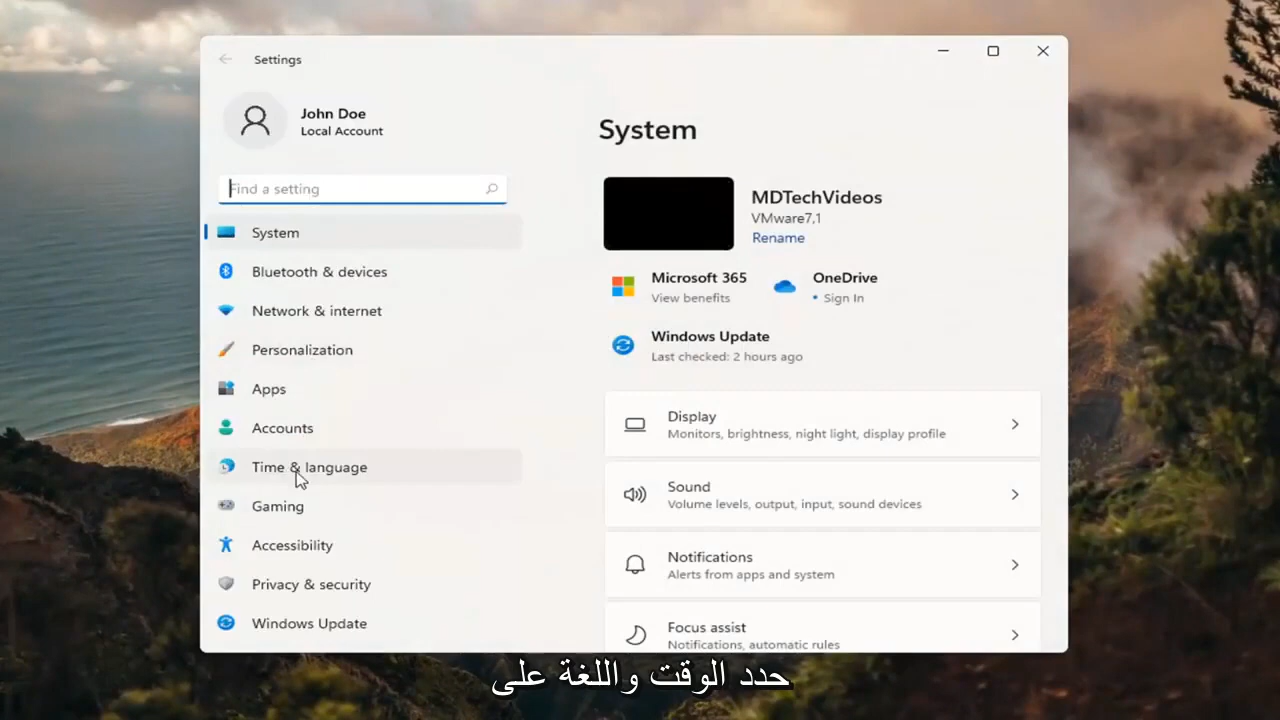 Settings
John Doe
Local Account
Find a setting
System
Bluetooth & devices
Network & internet
Personalization
Apps
Accounts
Time & language
Gaming
Accessibility
Privacy & security
Windows Update
System
MDTechVideos
VMware7,1
Rename
Microsoft 365
View benefits
OneDrive
• Sign In
Windows Update
Last checked: 2 hours ago
Display
Monitors, brightness, night light, display profile
Sound
Volume levels, output, input, sound devices
Notifications
Alerts from apps and system
Focus assist
Notifications, automatic rules
حدد الوقت واللغة على